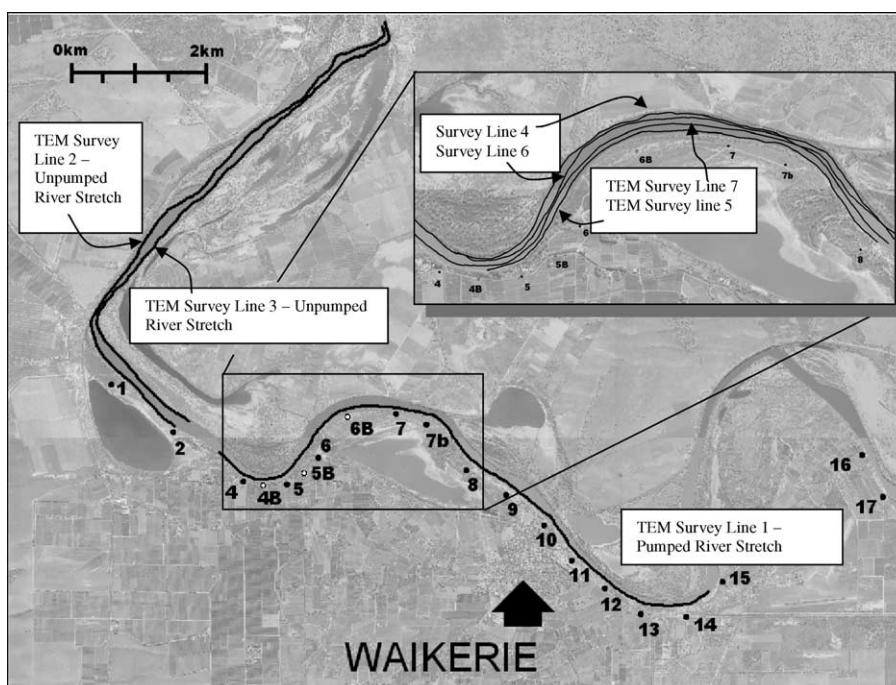 0km 2km
TEM Survey
Line 2 –
Unpumped
River Stretch
TEM Survey Line 3 – Unpumped
River Stretch
Survey Line 4
Survey Line 6
TEM Survey Line 7
TEM Survey line 5
6B
7
7b
6
5B
8
4
4B
5
1
2
6B
7
7b
6
5B
4
4B
5
8
9
10
11
12
13
14
15
16
17
TEM Survey Line 1 –
Pumped River Stretch
WAIKERIE